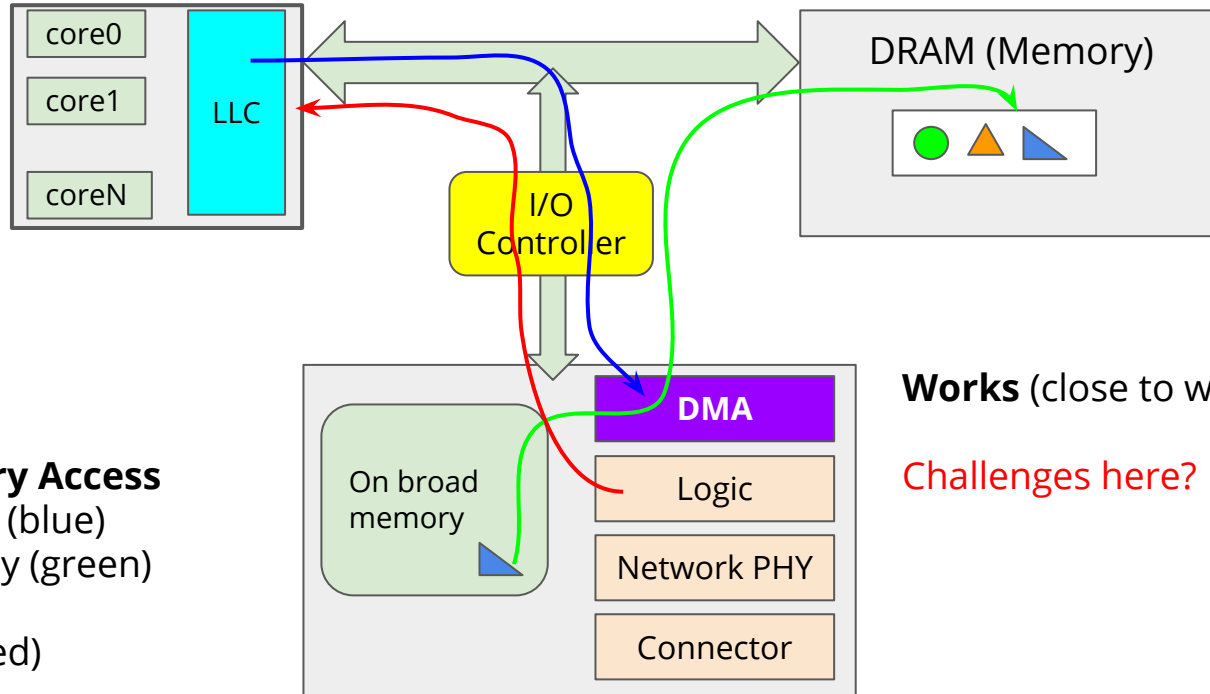 core0
core1
coreN
LLC
DRAM (Memory)
I/O
Controller
ry Access
(blue)
y (green)
ed)
On broad
memory
DMA
Logic
Network PHY
Connector
Works (close to w
Challenges here?